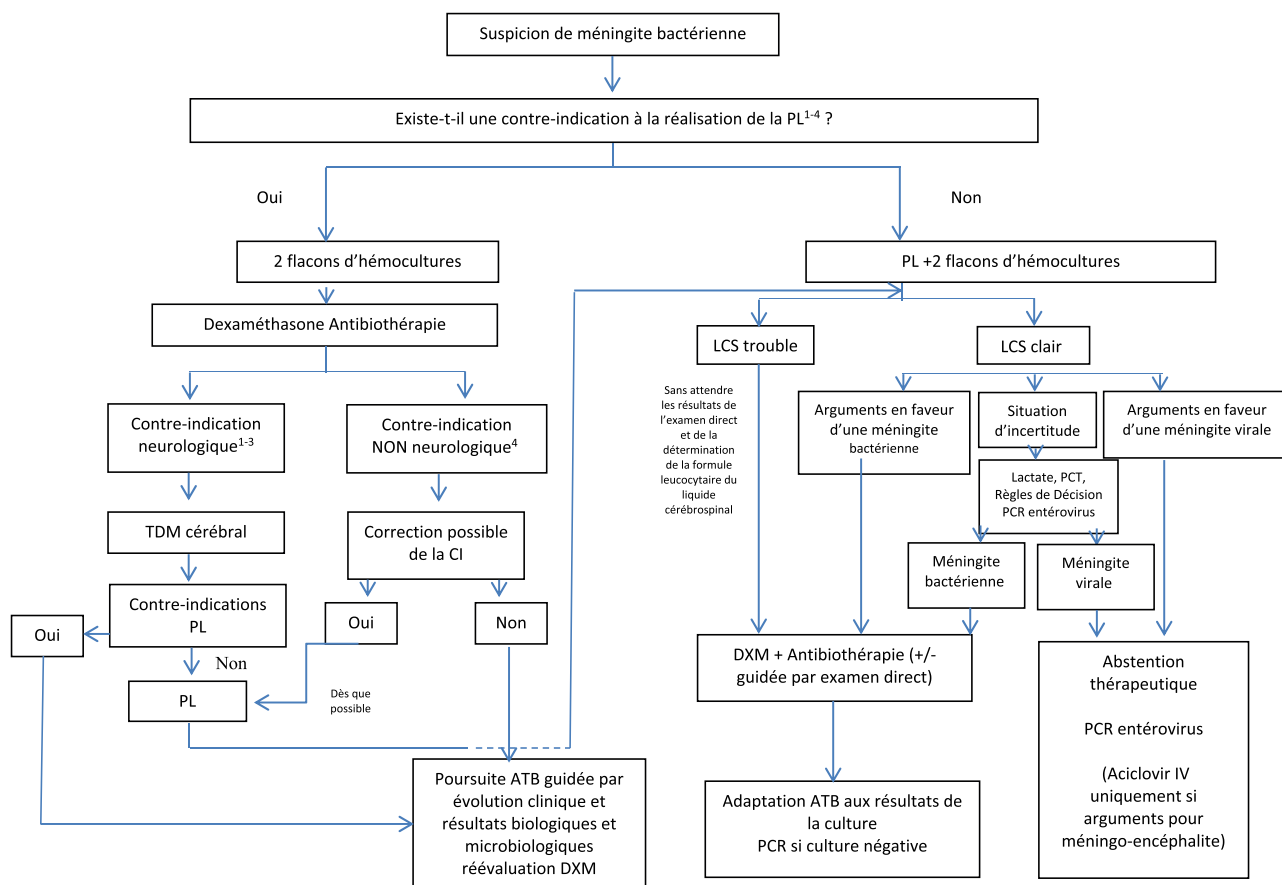 Suspicion de méningite bactérienne
Existe-t-il une contre-indication à la réalisation de la PL1-4 ?
Oui
Non
2 flacons d’hémocultures
PL +2 flacons d’hémocultures
Dexaméthasone Antibiothérapie
LCS trouble
LCS clair
Sans attendre
les résultats de
l’examen direct
et de la
détermination
de la formule
leucocytaire du
liquide
cérébrospinal
Contre-indication
neurologique1-3
Contre-indication
NON neurologique4
Arguments en faveur
d’une méningite
bactérienne
Situation
d’incertitude
Arguments en faveur
d’une méningite virale
Lactate, PCT,
Règles de Décision
PCR entérovirus
TDM cérébral
Correction possible
de la CI
Méningite
bactérienne
Méningite
virale
Contre-indications
PL
Oui
Oui
Non
Non
PL
Dès que
possible
DXM + Antibiothérapie (+/-
guidée par examen direct)
Abstention
thérapeutique
PCR entérovirus
(Aciclovir IV
uniquement si
arguments pour
méningo-encéphalite)
Poursuite ATB guidée par
évolution clinique et
résultats biologiques et
microbiologiques
réévaluation DXM
Adaptation ATB aux résultats de
la culture
PCR si culture négative